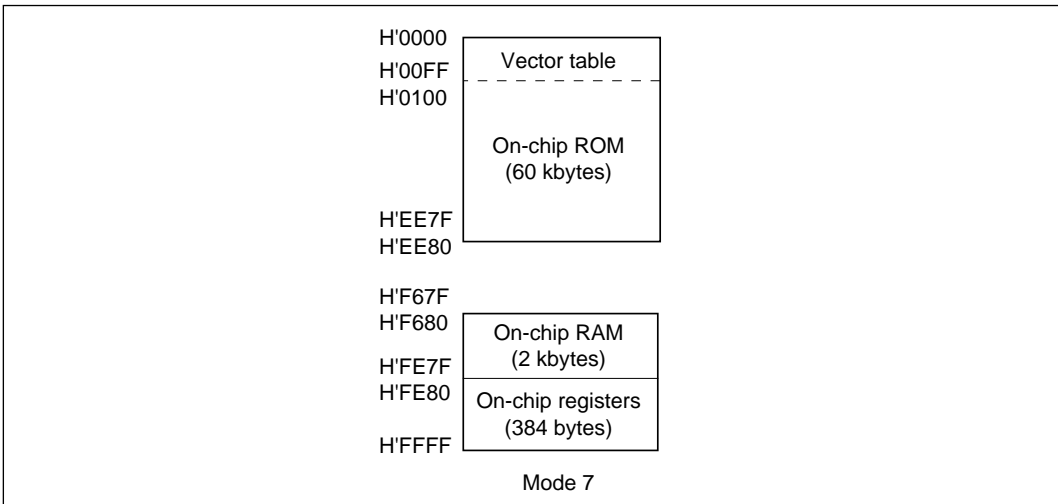 H'0000
Vector table
H'00FF
H'0100
On-chip ROM
(60 kbytes)
H'EE7F
H'EE80
H'F67F
H'F680
On-chip RAM
(2 kbytes)
H'FE7F
H'FE80
On-chip registers
(384 bytes)
H'FFFF
Mode 7